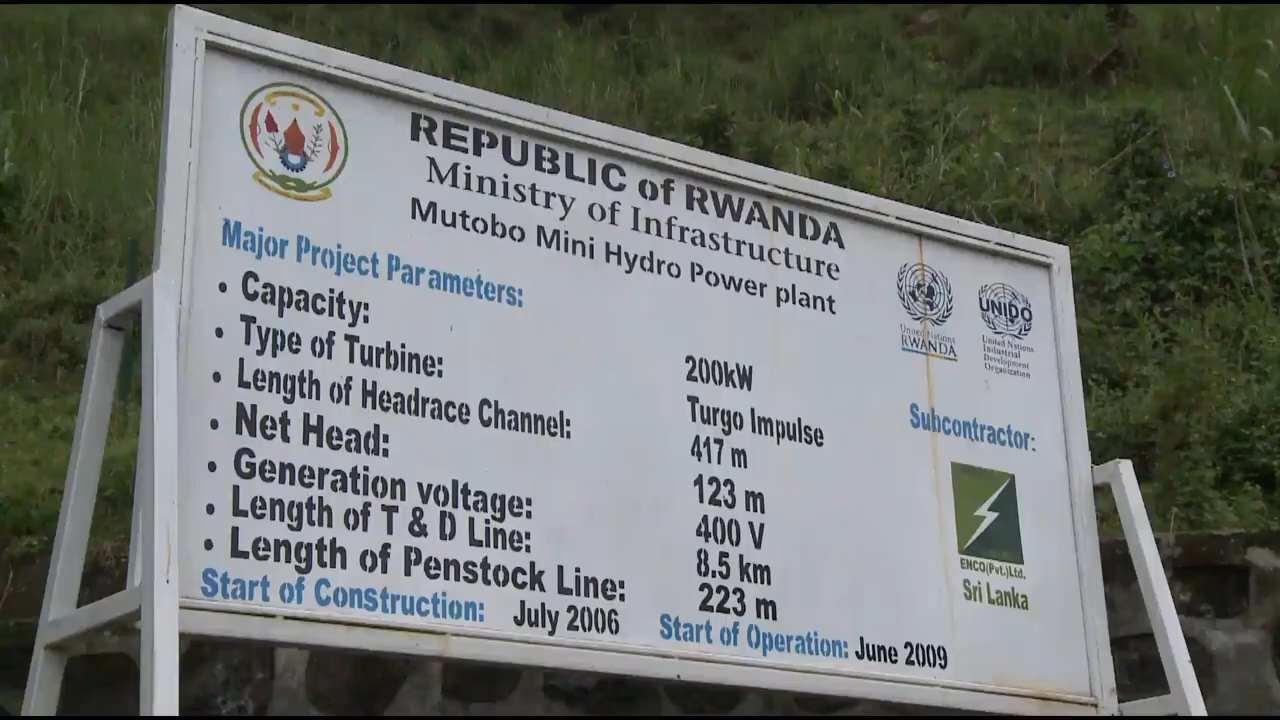 REPUBLIC of RWANDA
Ministry of Infrastructure
Mutobo Mini Hydro Power plant
Major Project Parameters:
• Capacity: 200kW
• Type of Turbine: Turgo Impulse
• Length of Headrace Channel: 417 m
• Net Head: 123 m
• Generation voltage: 400 V
• Length of T & D Line: 8.5 km
• Length of Penstock Line: 223 m
Start of Construction: July 2006 Start of Operation: June 2009
United Nations
RWANDA
UNIDO
United Nations
Industrial
Development
Organization
Subcontractor:
ENCO(Pvt.)Ltd.
Sri Lanka